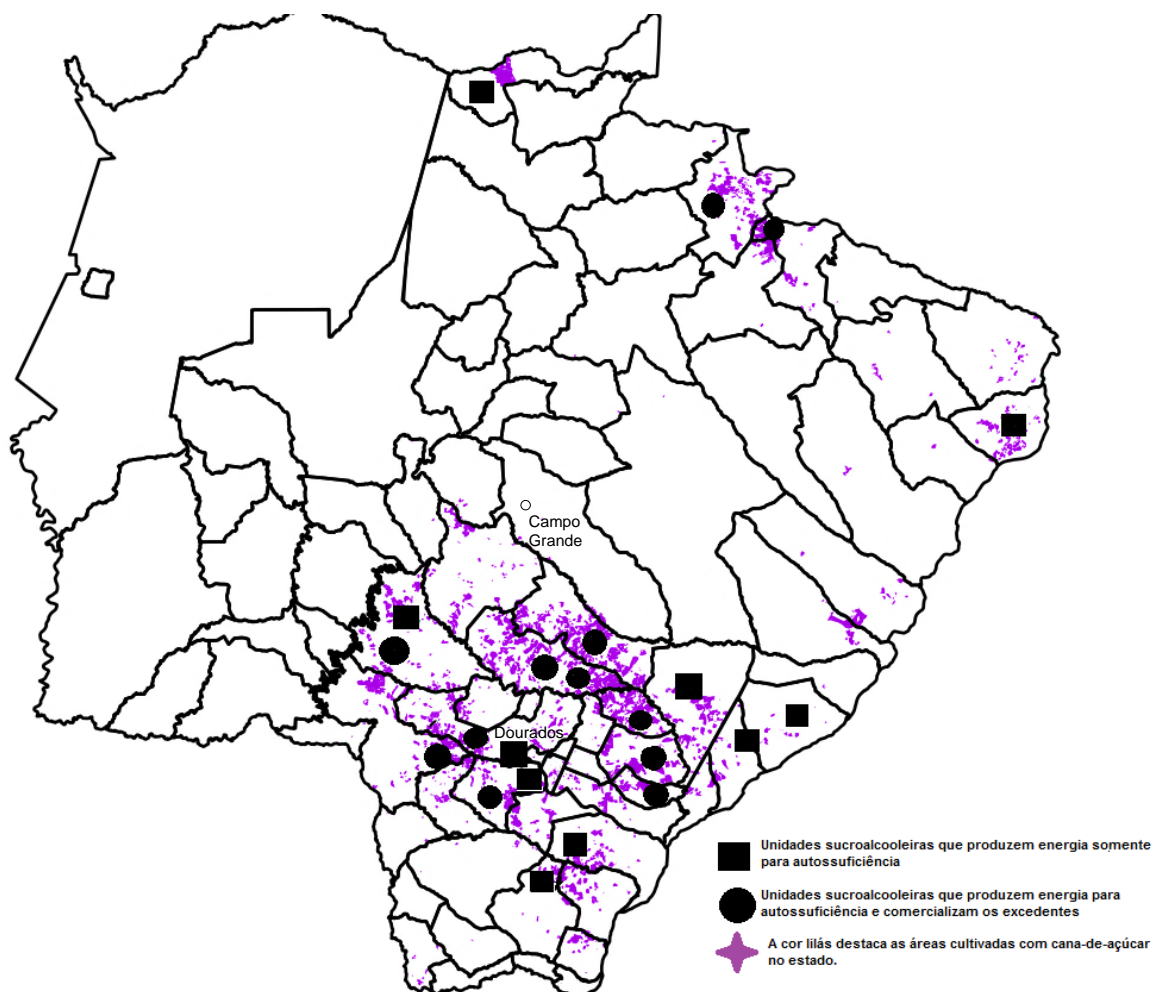 Campo
Grande
Dourados
Unidades sucroalcooleiras que produzem energia somente
para autossuficiência
Unidades sucroalcooleiras que produzem energia para
autossuficiência e comercializam os excedentes
A cor lilás destaca as áreas cultivadas com cana-de-açúcar
no estado.